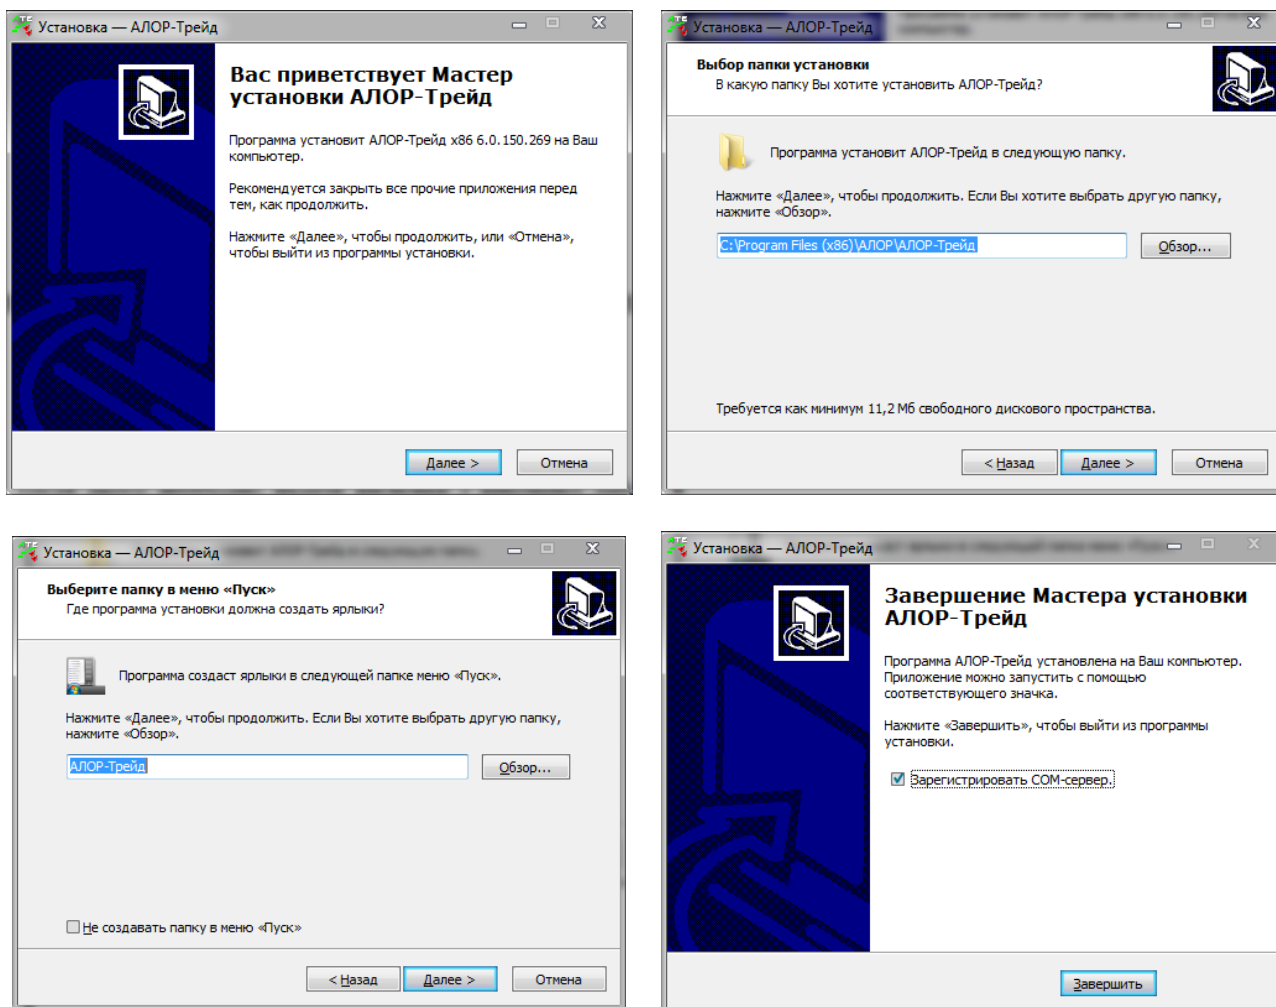 Установка — АЛОР-Трейд
Вас приветствует Мастер
установки АЛОР-Трейд
Программа установит АЛОР-Трейд x86 6.0.150.269 на Ваш
компьютер.
Рекомендуется закрыть все прочие приложения перед
тем, как продолжить.
Нажмите «Далее», чтобы продолжить, или «Отмена»,
чтобы выйти из программы установки.
Далее >
Отмена
Установка — АЛОР-Трейд
Выбор папки установки
В какую папку Вы хотите установить АЛОР-Трейд?
Программа установит АЛОР-Трейд в следующую папку.
Нажмите «Далее», чтобы продолжить. Если Вы хотите выбрать другую папку,
нажмите «Обзор».
C:\Program Files (x86)\АЛОР\АЛОР-Трейд
Обзор...
Требуется как минимум 11,2 Мб свободного дискового пространства.
< Назад
Далее >
Отмена
Установка — АЛОР-Трейд
Выберите папку в меню «Пуск»
Где программа установки должна создать ярлыки?
Программа создаст ярлыки в следующей папке меню «Пуск».
Нажмите «Далее», чтобы продолжить. Если Вы хотите выбрать другую папку,
нажмите «Обзор».
АЛОР-Трейд
Обзор...
Не создавать папку в меню «Пуск»
< Назад
Далее >
Отмена
Установка — АЛОР-Трейд
Завершение Мастера установки
АЛОР-Трейд
Программа АЛОР-Трейд установлена на Ваш компьютер.
Приложение можно запустить с помощью
соответствующего значка.
Нажмите «Завершить», чтобы выйти из программы
установки.
Зарегистрировать COM-сервер.
Завершить